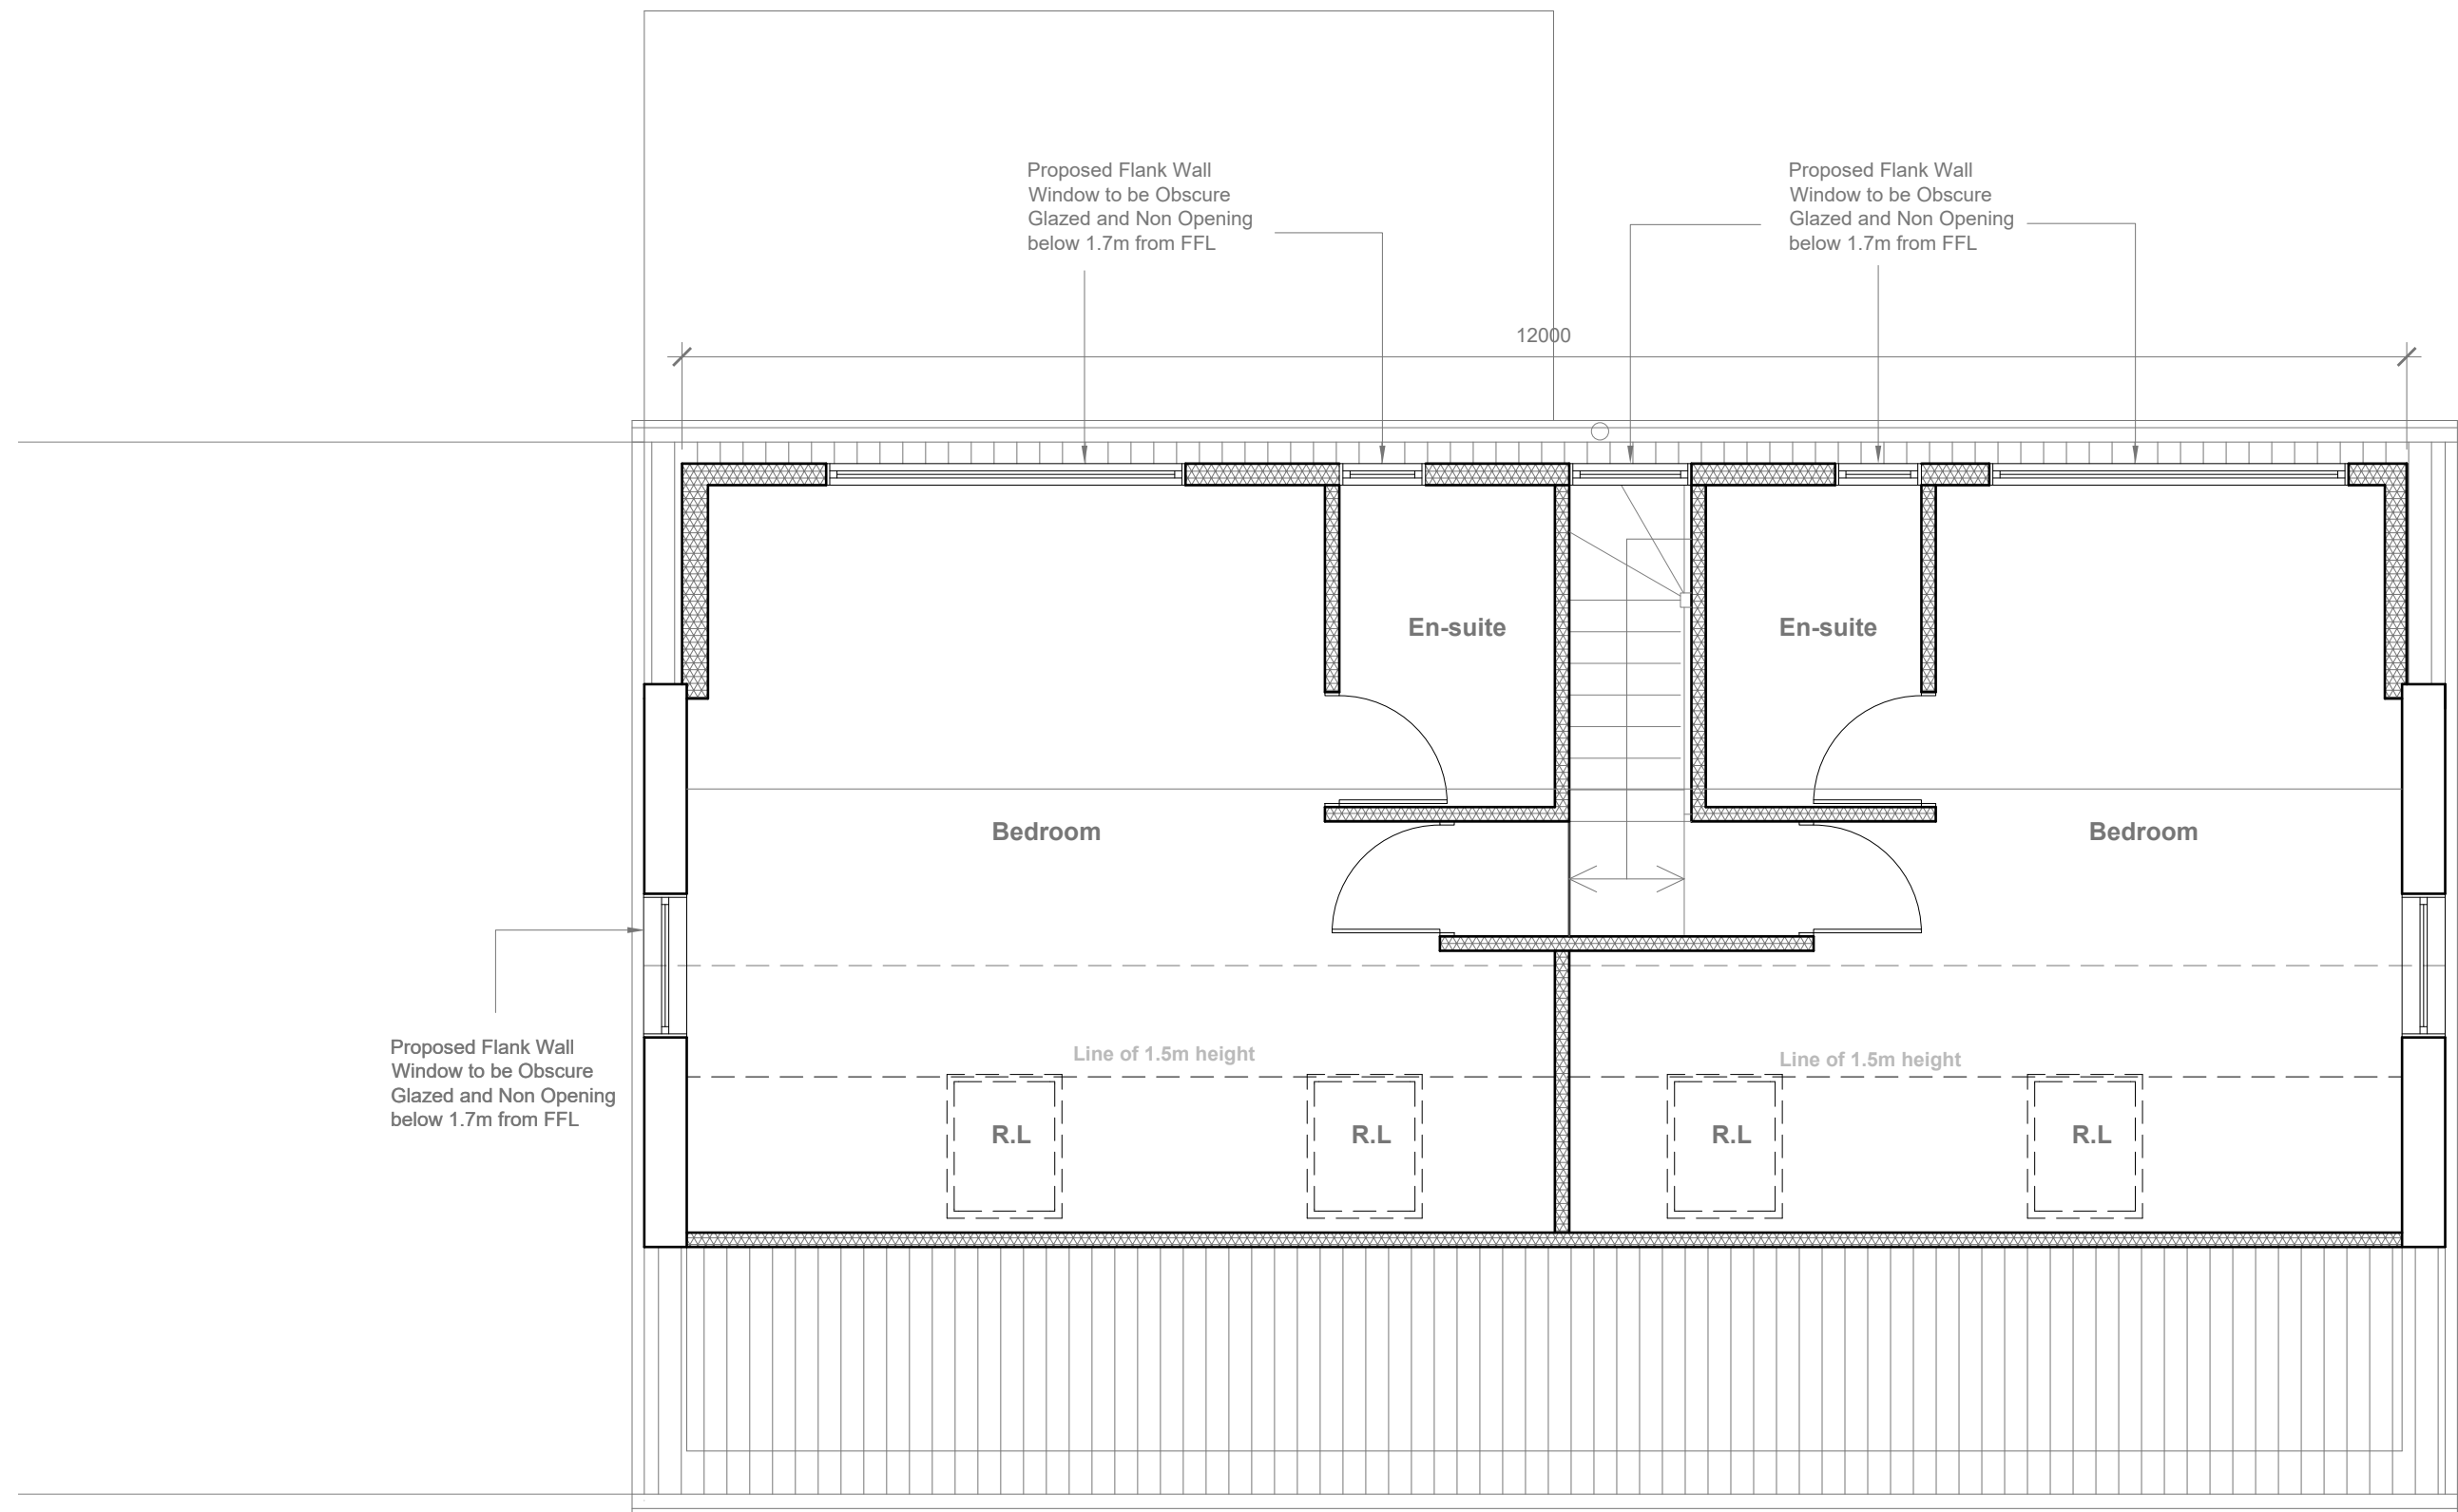 Proposed Flank Wall
Window to be Obscure
Glazed and Non Opening
below 1.7m from FFL
Proposed Flank Wall
Window to be Obscure
Glazed and Non Opening
below 1.7m from FFL
12000
En-suite
En-suite
Bedroom
Bedroom
Proposed Flank Wall
Window to be Obscure
Glazed and Non Opening
below 1.7m from FFL
Line of 1.5m height
Line of 1.5m height
R.L
R.L
R.L
R.L